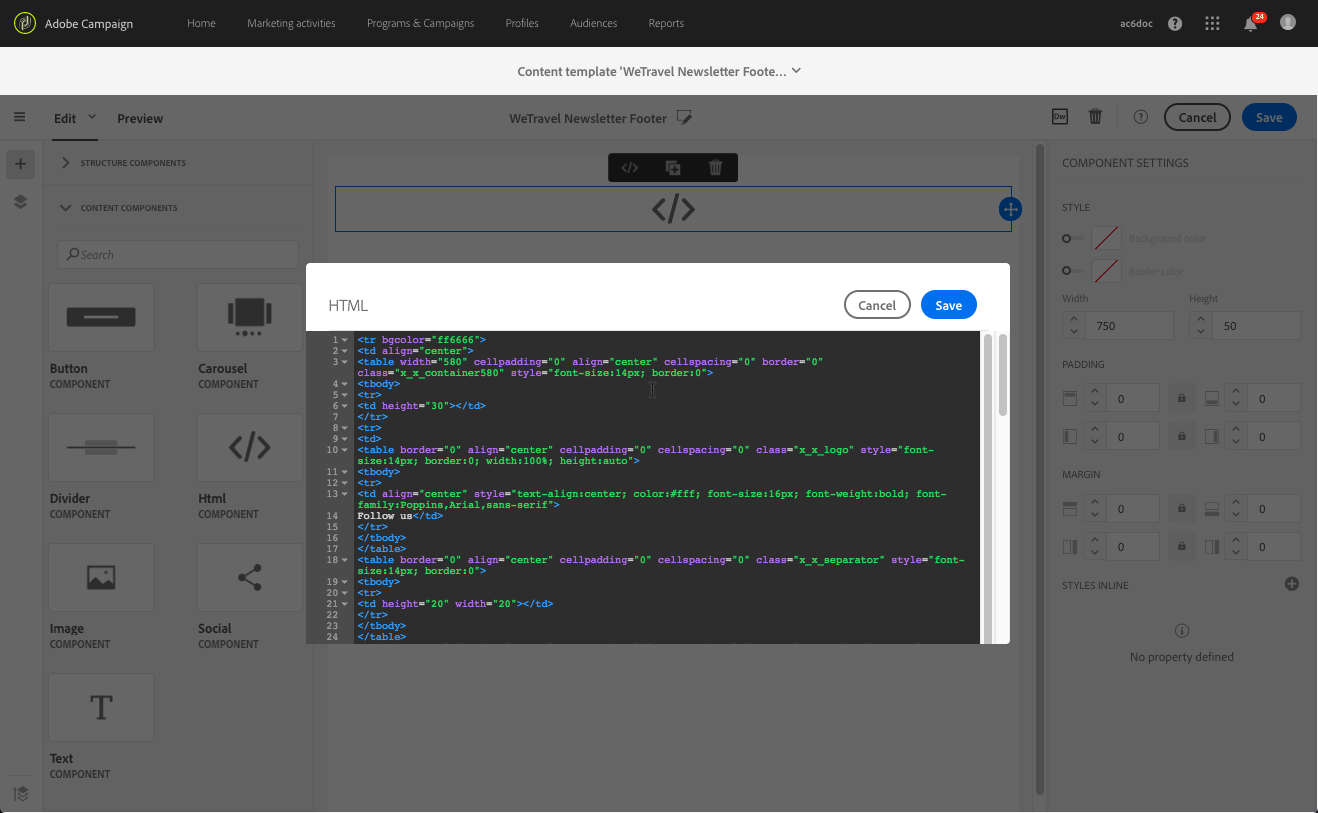 Adobe Campaign
Home
Marketing activities
Programs & Campaigns
Profiles
Audiences
Reports
ac6doc
24
Content template 'WeTravel Newsletter Foote...
Edit
Preview
WeTravel Newsletter Footer
Dw
Cancel
Save
STRUCTURE COMPONENTS
CONTENT COMPONENTS
Search
Button
COMPONENT
Carousel
COMPONENT
Divider
COMPONENT
Html
COMPONENT
Image
COMPONENT
Social
COMPONENT
Text
COMPONENT
HTML
Cancel
Save
1 <tr bgcolor="ff6666">
2 <td align="center">
3 <table width="580" cellpadding="0" align="center" cellspacing="0" border="0"
class="x_x_container580" style="font-size:14px; border:0">
4 <tbody>
5 <tr>
6 <td height="30"></td>
7 </tr>
8 <tr>
9 <td>
10 <table border="0" align="center" cellpadding="0" cellspacing="0" class="x_x_logo" style="font-
size:14px; border:0; width:100%; height:auto">
11 <tbody>
12 <tr>
13 <td align="center" style="text-align:center; color:#fff; font-size:16px; font-weight:bold; font-
family:Poppins,Arial,sans-serif">
14 Follow us</td>
15 </tr>
16 </tbody>
17 </table>
18 <table border="0" align="center" cellpadding="0" cellspacing="0" class="x_x_separator" style="font-
size:14px; border:0">
19 <tbody>
20 <tr>
21 <td height="20" width="20"></td>
22 </tr>
23 </tbody>
24 </table>
COMPONENT SETTINGS
STYLE
Background color
Border color
Width
Height
750
50
PADDING
0
0
0
0
MARGIN
0
0
0
0
STYLES INLINE
No property defined